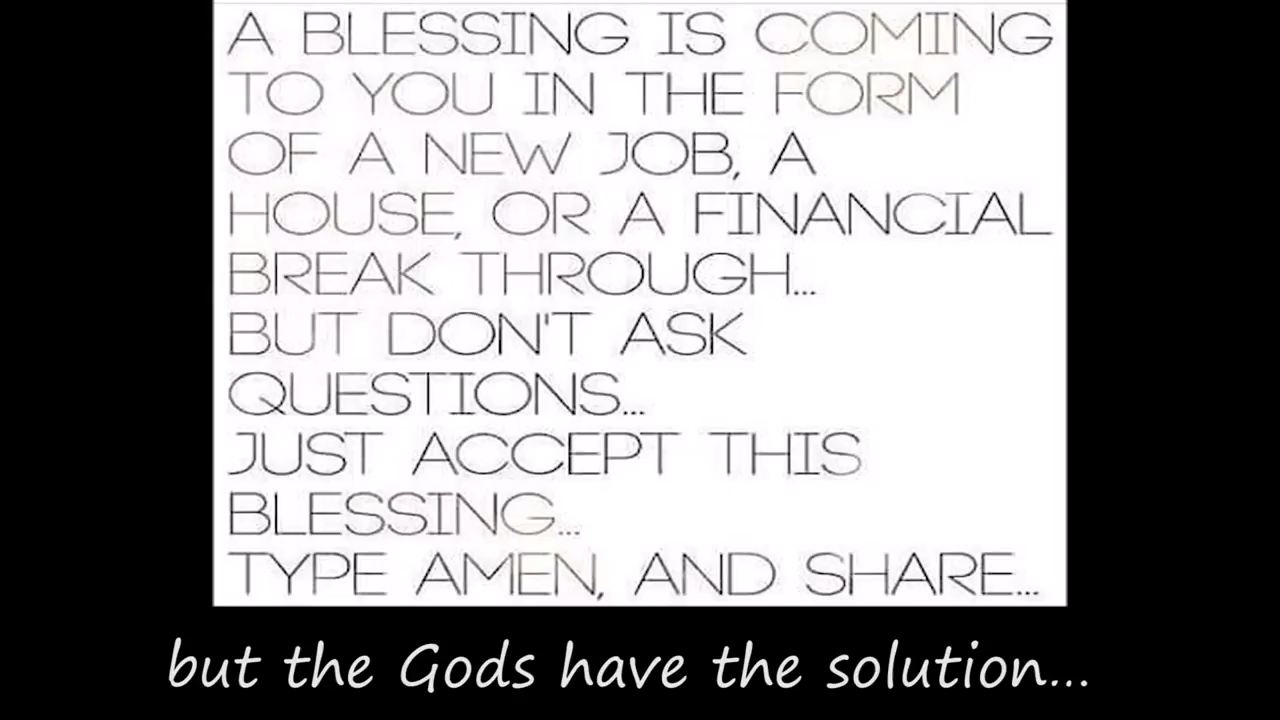 A BLESSING IS COMING
TO YOU IN THE FORM
OF A NEW JOB, A
HOUSE, OR A FINANCIAL
BREAK THROUGH...
BUT DON'T ASK
QUESTIONS...
JUST ACCEPT THIS
BLESSING...
TYPE AMEN, AND SHARE...
but the Gods have the solution...